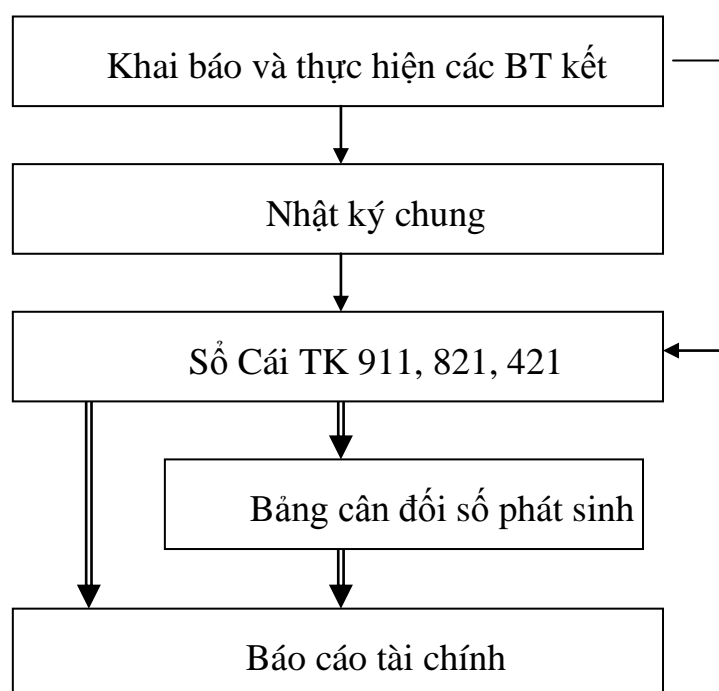 Khai báo và thực hiện các BT kết
Nhật ký chung
Sổ Cái TK 911, 821, 421
Bảng cân đối số phát sinh
Báo cáo tài chính